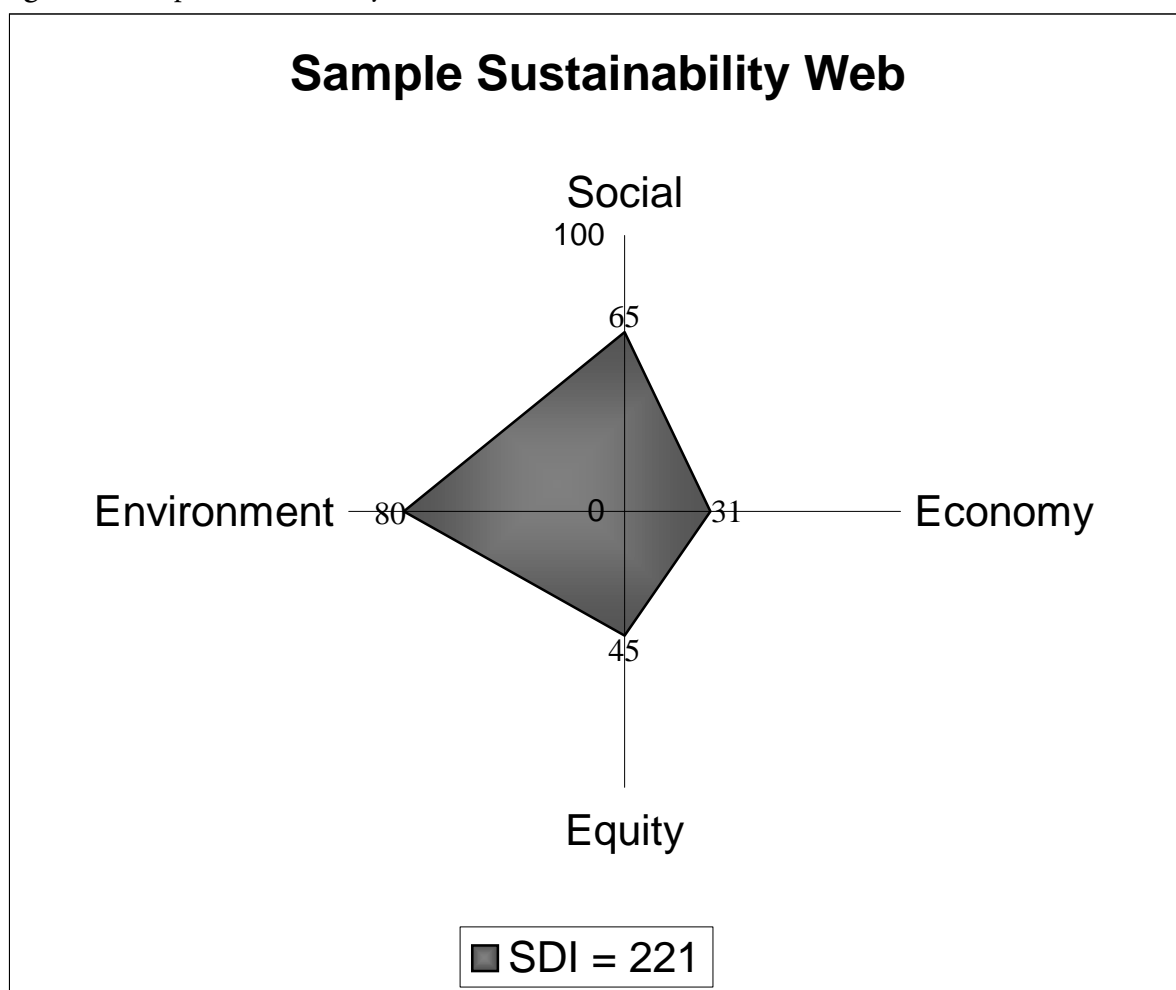 Sample Sustainability Web
Social
100
65
Environment
80
0
31
Economy
45
Equity
SDI = 221